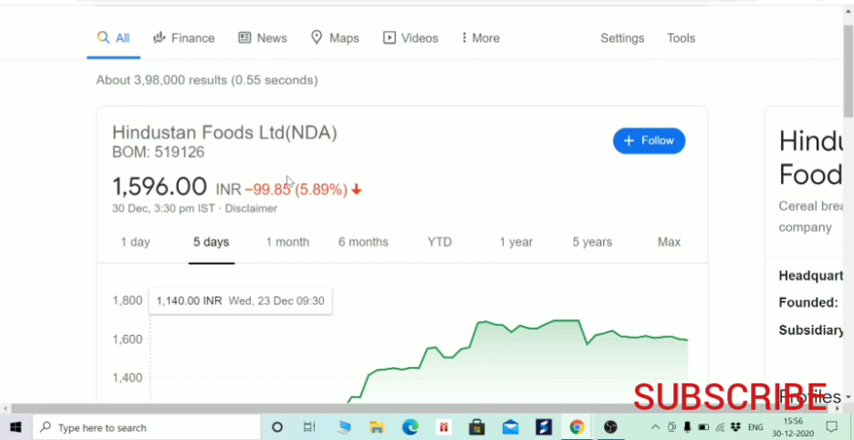 All Finance News Maps Videos More Settings Tools
About 3,98,000 results (0.55 seconds)
Hindustan Foods Ltd(NDA)
BOM: 519126
+ Follow
1,596.00 INR −99.85 (5.89%)
30 Dec, 3:30 pm IST · Disclaimer
1 day 5 days 1 month 6 months YTD 1 year 5 years Max
1,800
1,140.00 INR Wed, 23 Dec 09:30
1,600
1,400
Hindu
Food
Cereal brea
company
Headquart
Founded:
Subsidiary
Profiles
SUBSCRIBE
Type here to search
ENG
15:56
30-12-2020